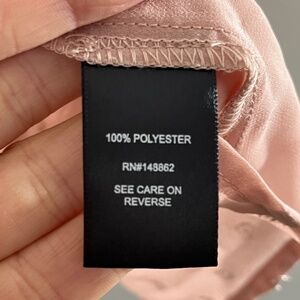 100% POLYESTER
RN#148862
SEE CARE ON
REVERSE